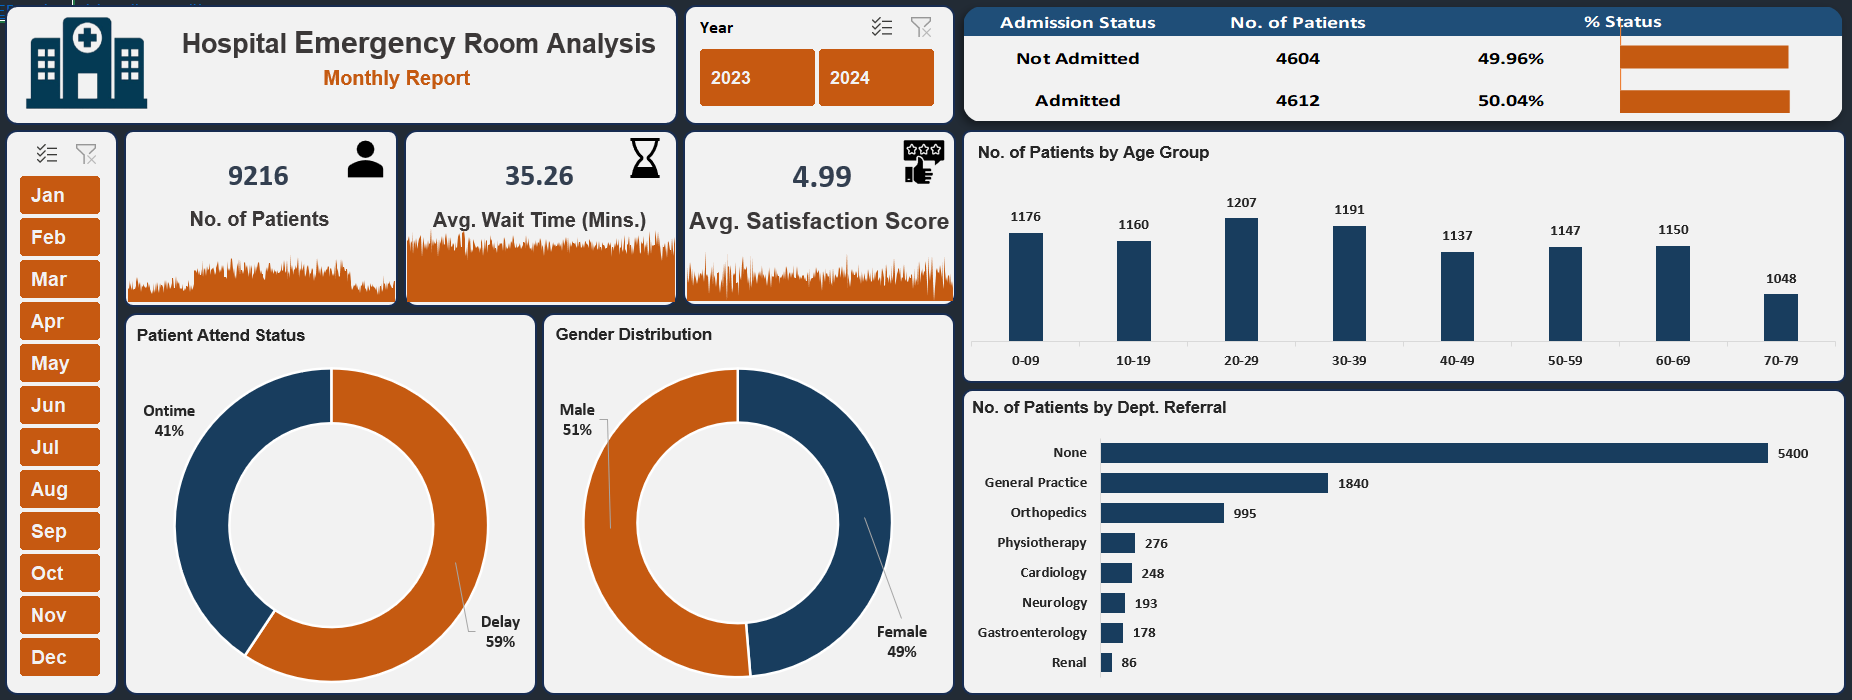 Hospital Emergency Room Analysis
Monthly Report
Year
2023
2024
Admission Status No. of Patients % Status
Not Admitted 4604 49.96%
Admitted 4612 50.04%
Jan
Feb
Mar
Apr
May
Jun
Jul
Aug
Sep
Oct
Nov
Dec
9216
No. of Patients
35.26
Avg. Wait Time (Mins.)
4.99
Avg. Satisfaction Score
Patient Attend Status
Ontime
41%
Delay
59%
Gender Distribution
Male
51%
Female
49%
No. of Patients by Age Group
1176 1160 1207 1191 1137 1147 1150 1048
0-09 10-19 20-29 30-39 40-49 50-59 60-69 70-79
No. of Patients by Dept. Referral
None 5400
General Practice 1840
Orthopedics 995
Physiotherapy 276
Cardiology 248
Neurology 193
Gastroenterology 178
Renal 86